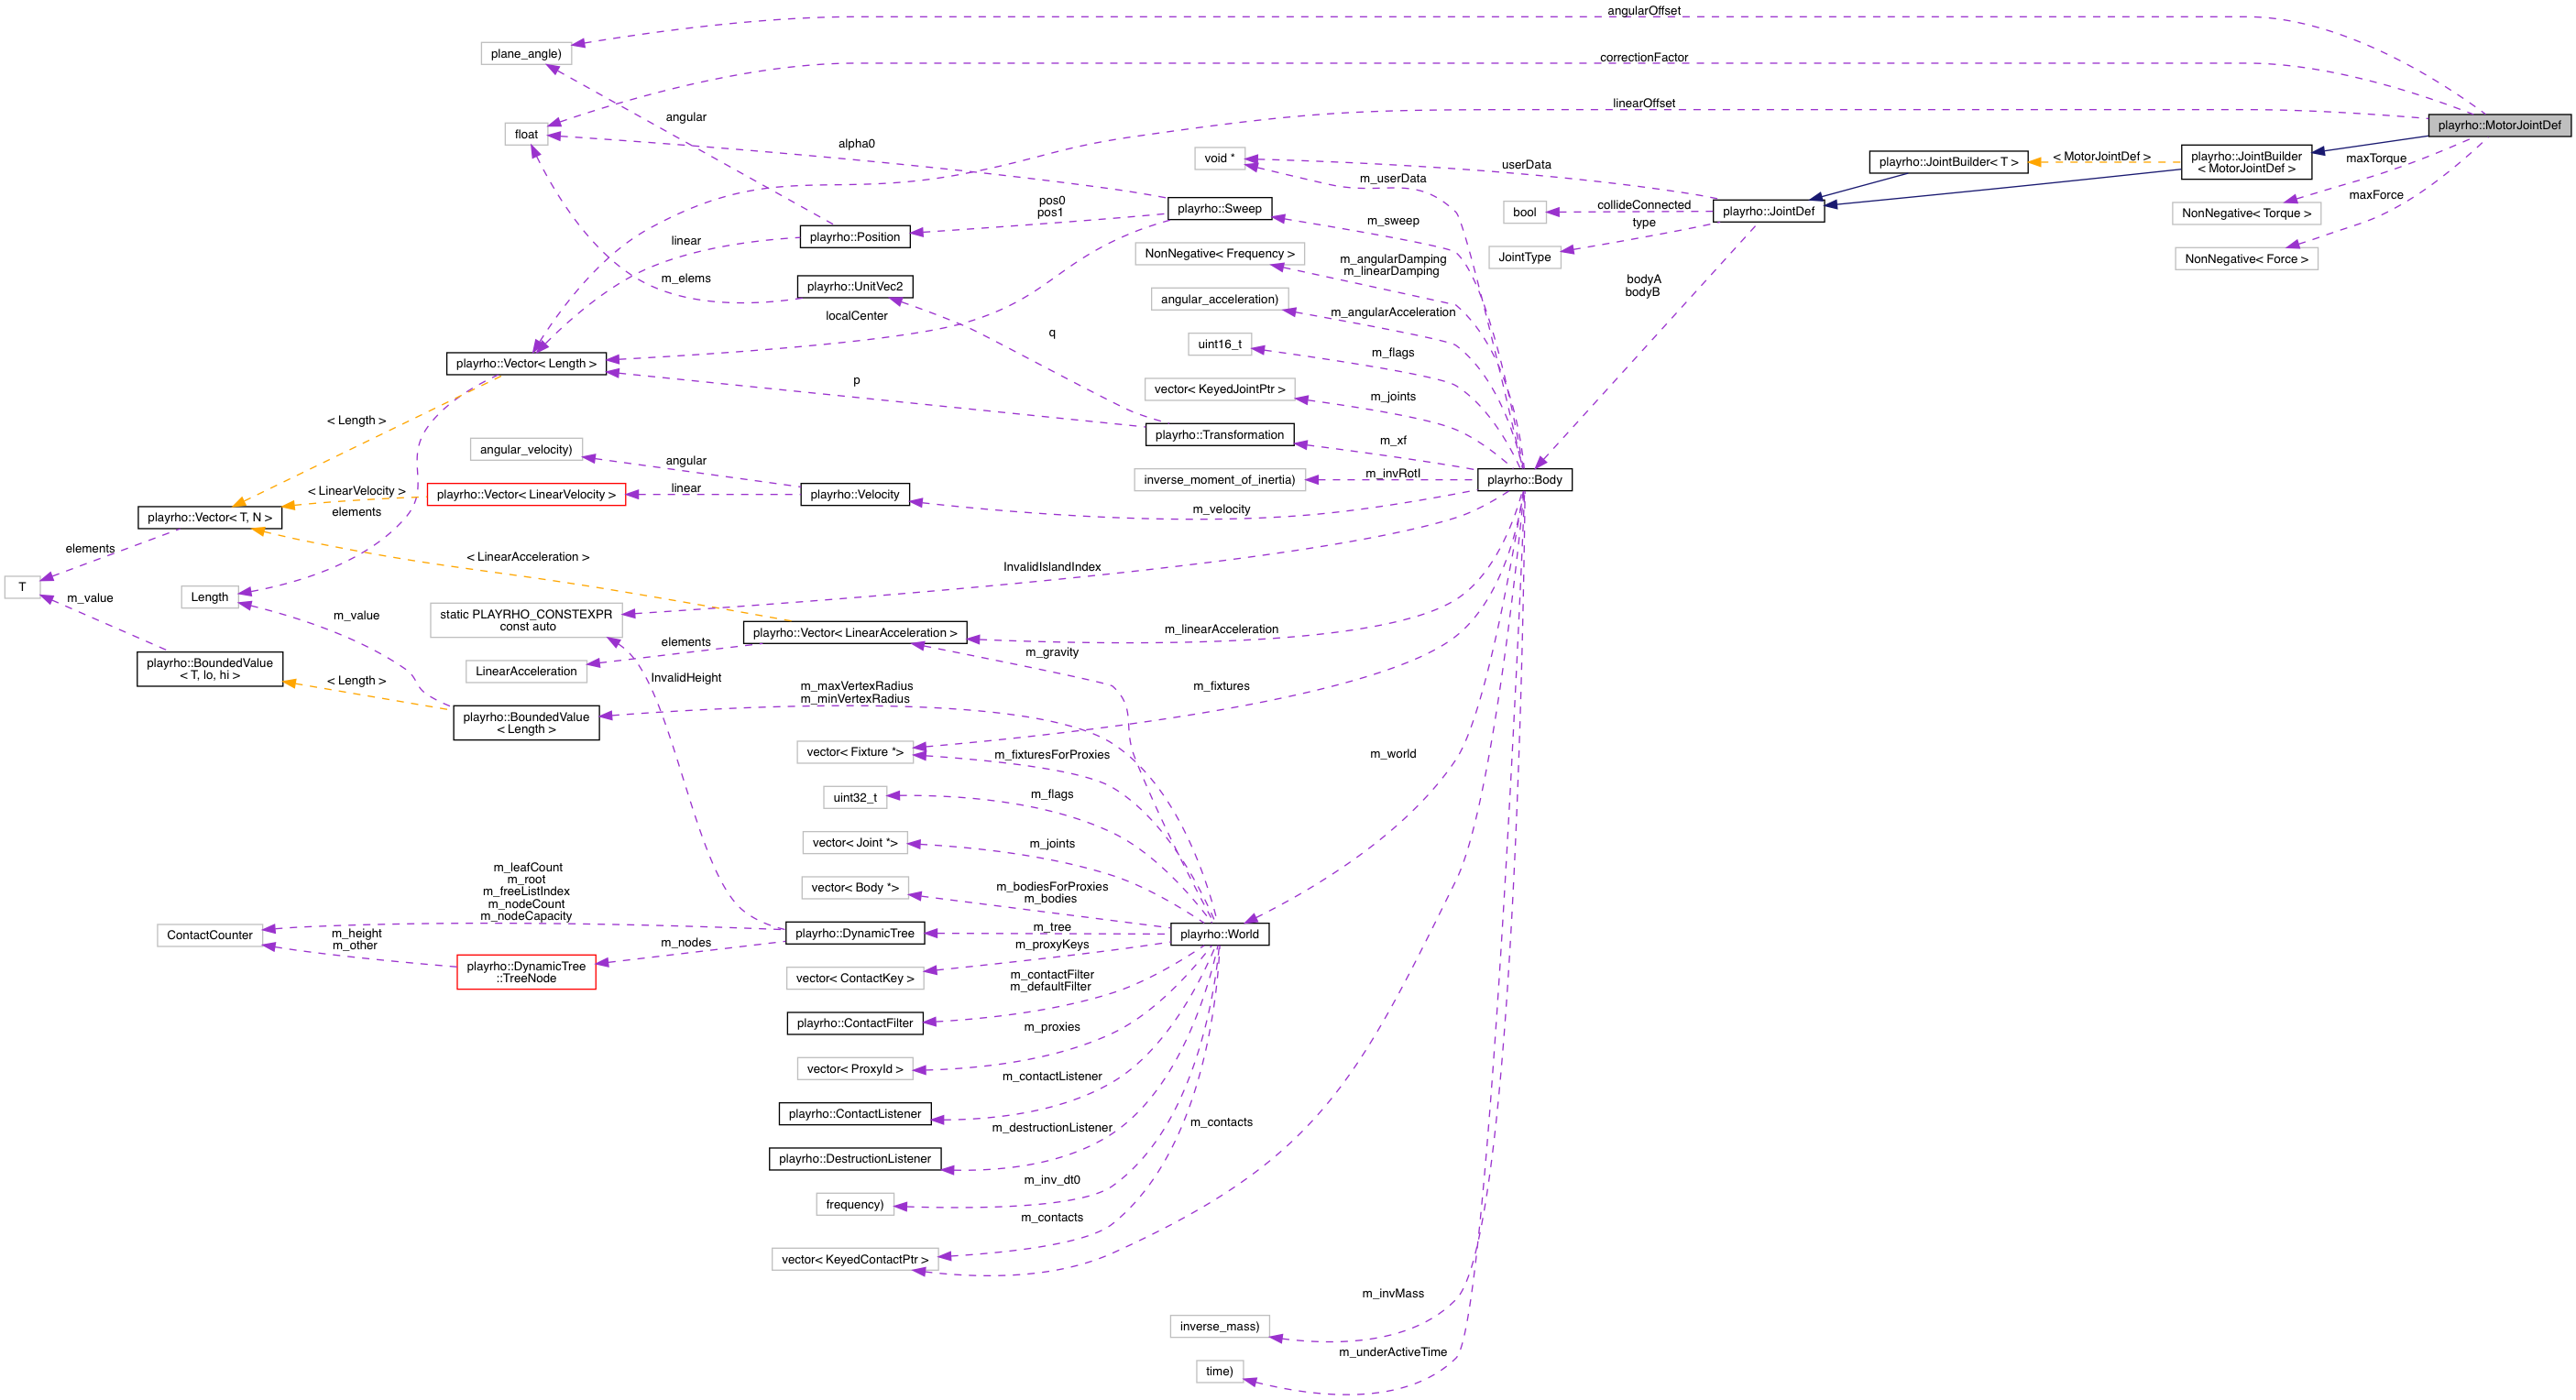 angularOffset
plane_angle)
correctionFactor
linearOffset
playrho::MotorJointDef
angular
float
alpha0
void *
userData
m_userData
playrho::JointBuilder< T >
< MotorJointDef >
playrho::JointBuilder
< MotorJointDef >
maxTorque
maxForce
NonNegative< Torque >
NonNegative< Force >
pos0
pos1
playrho::Sweep
m_sweep
bool
collideConnected
type
playrho::JointDef
JointType
linear
playrho::Position
NonNegative< Frequency >
m_angularDamping
m_linearDamping
m_elems
playrho::UnitVec2
angular_acceleration)
m_angularAcceleration
bodyA
bodyB
localCenter
q
uint16_t
m_flags
playrho::Vector< Length >
p
vector< KeyedJointPtr >
m_joints
< Length >
playrho::Transformation
m_xf
angular_velocity)
angular
inverse_moment_of_inertia)
m_invRotI
playrho::Body
< LinearVelocity >
playrho::Vector< LinearVelocity >
linear
playrho::Velocity
m_velocity
elements
playrho::Vector< T, N >
elements
< LinearAcceleration >
InvalidIslandIndex
T
m_value
Length
m_value
static PLAYRHO_CONSTEXPR
const auto
playrho::Vector< LinearAcceleration >
m_linearAcceleration
elements
LinearAcceleration
m_gravity
playrho::BoundedValue
< T, lo, hi >
< Length >
InvalidHeight
m_maxVertexRadius
m_minVertexRadius
m_fixtures
playrho::BoundedValue
< Length >
vector< Fixture *>
m_fixturesForProxies
m_world
uint32_t
m_flags
vector< Joint *>
m_joints
m_leafCount
m_root
m_freeListIndex
m_nodeCount
m_nodeCapacity
vector< Body *>
m_bodiesForProxies
m_bodies
ContactCounter
m_height
m_other
m_nodes
playrho::DynamicTree
m_tree
m_proxyKeys
playrho::World
playrho::DynamicTree
::TreeNode
vector< ContactKey >
m_contactFilter
m_defaultFilter
playrho::ContactFilter
m_proxies
vector< ProxyId >
m_contactListener
playrho::ContactListener
m_destructionListener
m_contacts
playrho::DestructionListener
m_inv_dt0
frequency)
m_contacts
vector< KeyedContactPtr >
m_invMass
inverse_mass)
m_underActiveTime
time)